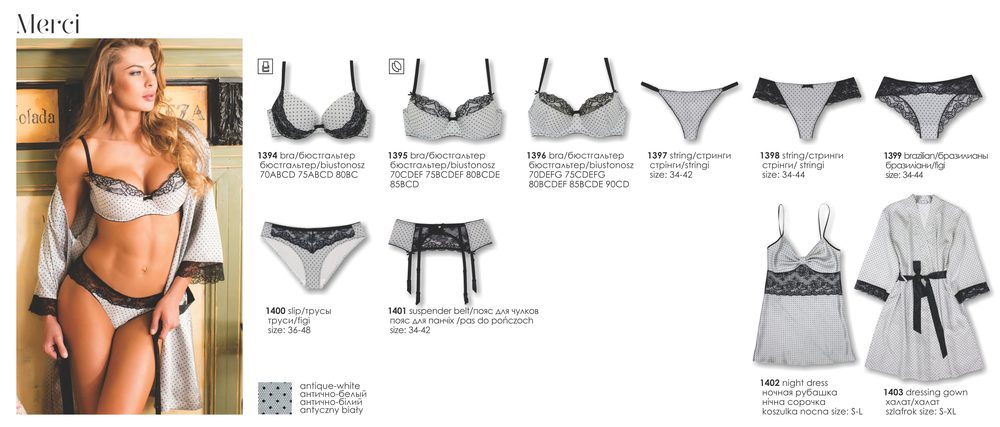 Merci
olada
1394 bra/бюстгальтер
бюстгальтер/biustonosz
70ABCD 75ABCD 80BC
1395 bra/бюстгальтер
бюстгальтер/biustonosz
70CDEF 75BCDEF 80BCDE
85BCD
1396 bra/бюстгальтер
бюстгальтер/biustonosz
70DEFG 75CDEFG
80BCDEF 85BCDE 90CD
1397 string/стринги
стрінги/stringi
size: 34-42
1398 string/стринги
стрінги/ stringi
size: 34-44
1399 brazilian/бразилианы
бразиліани/figi
size: 34-44
1400 slip/трусы
труси/figi
size: 36-48
1401 suspender belt/пояс для чулков
пояс для панчіх /pas do pończoch
size: 34-42
antique-white
антично-белый
антично-білий
antyczny biały
1402 night dress
ночная рубашка
нічна сорочка
koszulka nocna size: S-L
1403 dressing gown
халат/халат
szlafrok size: S-XL